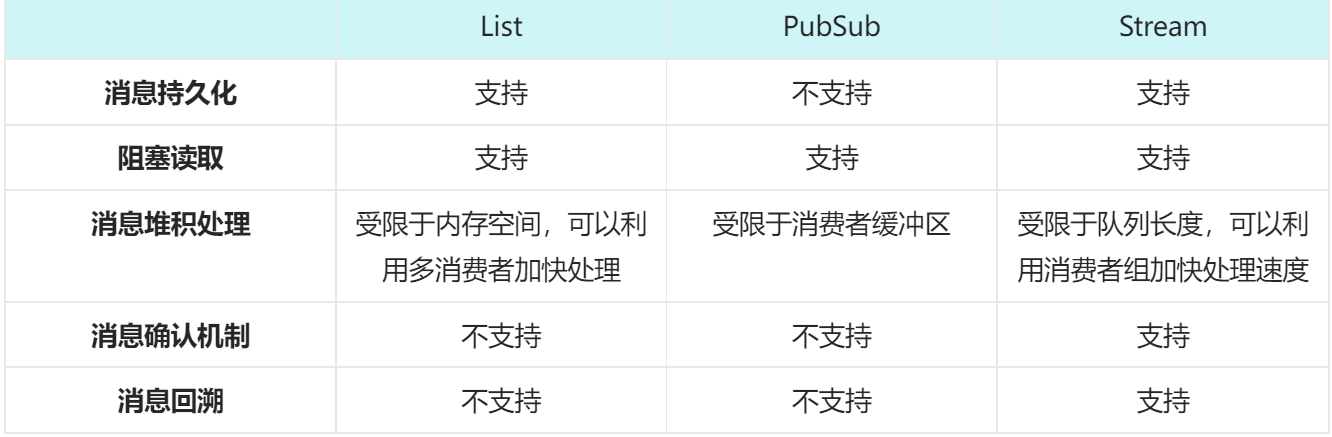 List PubSub Stream
消息持久化 支持 不支持 支持
阻塞读取 支持 支持 支持
消息堆积处理 受限于内存空间，可以利 受限于消费者缓冲区 受限于队列长度，可以利
用多消费者加快处理 用消费者组加快处理速度
消息确认机制 不支持 不支持 支持
消息回溯 不支持 不支持 支持